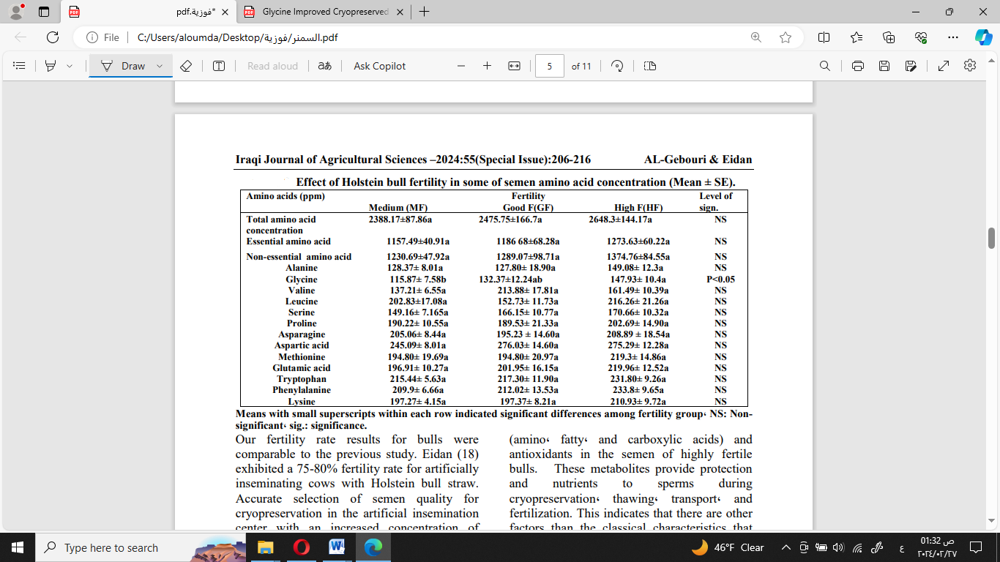 فوزية.pdf*
Glycine Improved Cryopreserved
File
C:/Users/aloumda/Desktop/السمنر/فوزية.pdf
Draw
Read aloud
Ask Copilot
5 of 11
Iraqi Journal of Agricultural Sciences –2024:55(Special Issue):206-216 AL-Gebouri & Eidan
Effect of Holstein bull fertility in some of semen amino acid concentration (Mean ± SE).
Amino acids (ppm) Fertility Level of
Medium (MF) Good F(GF) High F(HF) sign.
Total amino acid 2388.17±87.86a 2475.75±166.7a 2648.3±144.17a NS
concentration
Essential amino acid 1157.49±40.91a 1186 68±68.28a 1273.63±60.22a NS
Non-essential amino acid 1230.69±47.92a 1289.07±98.71a 1374.76±84.55a NS
Alanine 128.37± 8.01a 127.80± 18.90a 149.08± 12.3a NS
Glycine 115.87± 7.58b 132.37±12.24ab 147.93± 10.4a P<0.05
Valine 137.21± 6.55a 213.88± 17.81a 161.49± 10.39a NS
Leucine 202.83±17.08a 152.73± 11.73a 216.26± 21.26a NS
Serine 149.16± 7.165a 166.15± 10.77a 170.66± 10.32a NS
Proline 190.22± 10.55a 189.53± 21.33a 202.69± 14.90a NS
Asparagine 205.06± 8.44a 195.23 ± 14.60a 208.89 ± 18.54a NS
Aspartic acid 245.09± 8.01a 276.03± 14.60a 275.29± 12.28a NS
Methionine 194.80± 19.69a 194.80± 20.97a 219.3± 14.86a NS
Glutamic acid 196.91± 10.27a 201.95± 16.15a 219.96± 12.52a NS
Tryptophan 215.44± 5.63a 217.30± 11.90a 231.80± 9.26a NS
Phenylalanine 209.9± 6.66a 212.02± 13.53a 233.8± 9.65a NS
Lysine 197.27± 4.15a 197.37± 8.21a 210.93± 9.72a NS
Means with small superscripts within each row indicated significant differences among fertility group، NS: Non-
significant، sig.: significance.
Our fertility rate results for bulls were
comparable to the previous study. Eidan (18)
exhibited a 75-80% fertility rate for artificially
inseminating cows with Holstein bull straw.
Accurate selection of semen quality for
cryopreservation in the artificial insemination
center with an increased concentration of
(amino، fatty، and carboxylic acids) and
antioxidants in the semen of highly fertile
bulls. These metabolites provide protection
and nutrients to sperms during
cryopreservation، thawing، transport، and
fertilization. This indicates that there are other
factors than the classical characteristics that
Type here to search
46°F Clear
ع
01:32 ص
٢٠٢٤/٠٢/٢٧